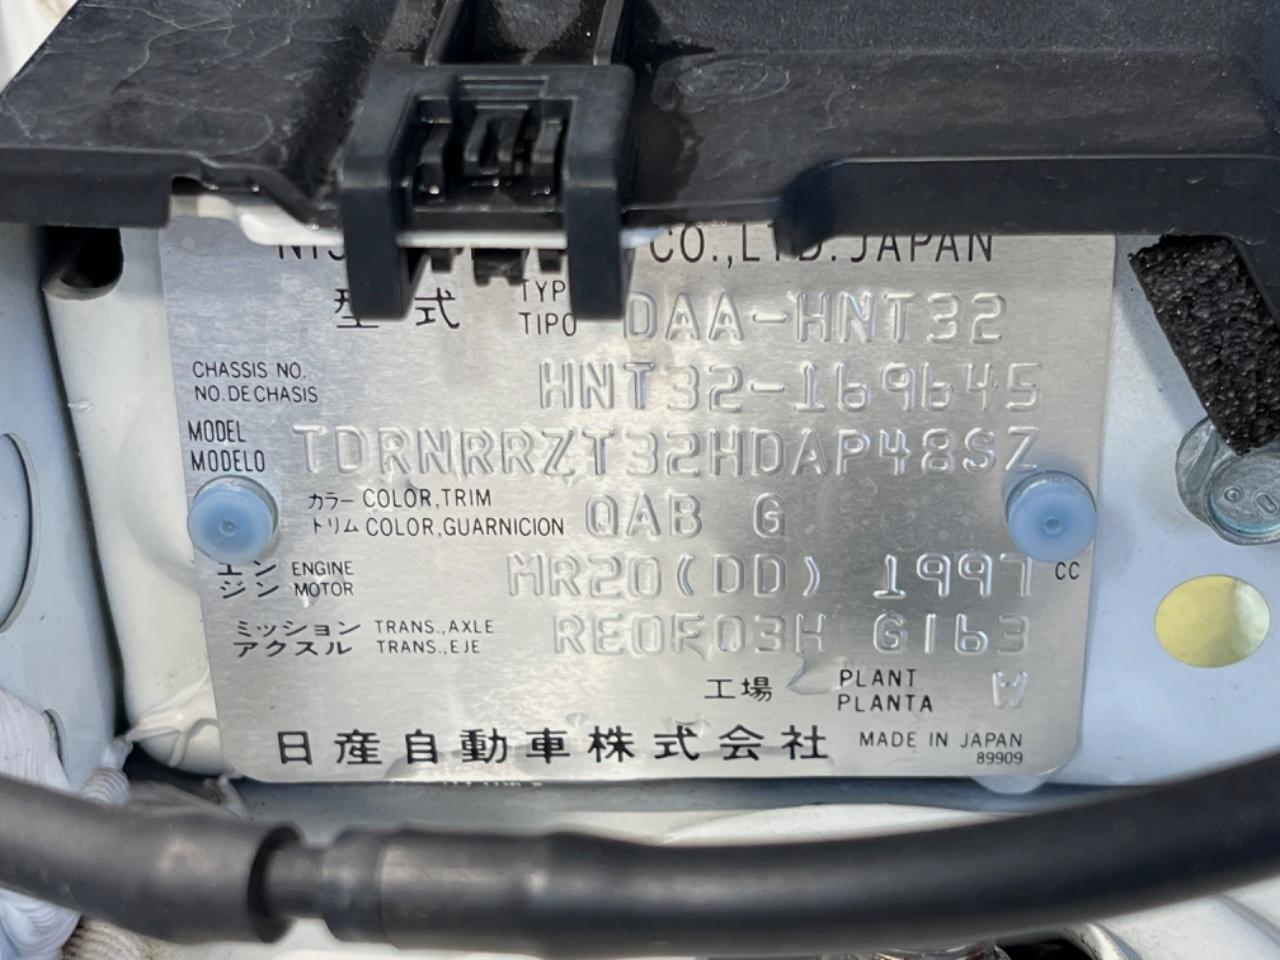 CO.,LTD.JAPAN
型式 TYP
TIPO DAA-HNT32
CHASSIS NO.
NO.DE CHASIS HNT32-169645
MODEL
MODELO TDRNRRZT32HDAP48SZ
カラー COLOR,TRIM
トリム COLOR,GUARNICION QAB G
エン ENGINE
ジン MOTOR MR20(DD) 1997 CC
ミッション TRANS.,AXLE
アクスル TRANS.,EJE RE0F03H G163
工場 PLANT
PLANTA W
日産自動車株式会社 MADE IN JAPAN
89909